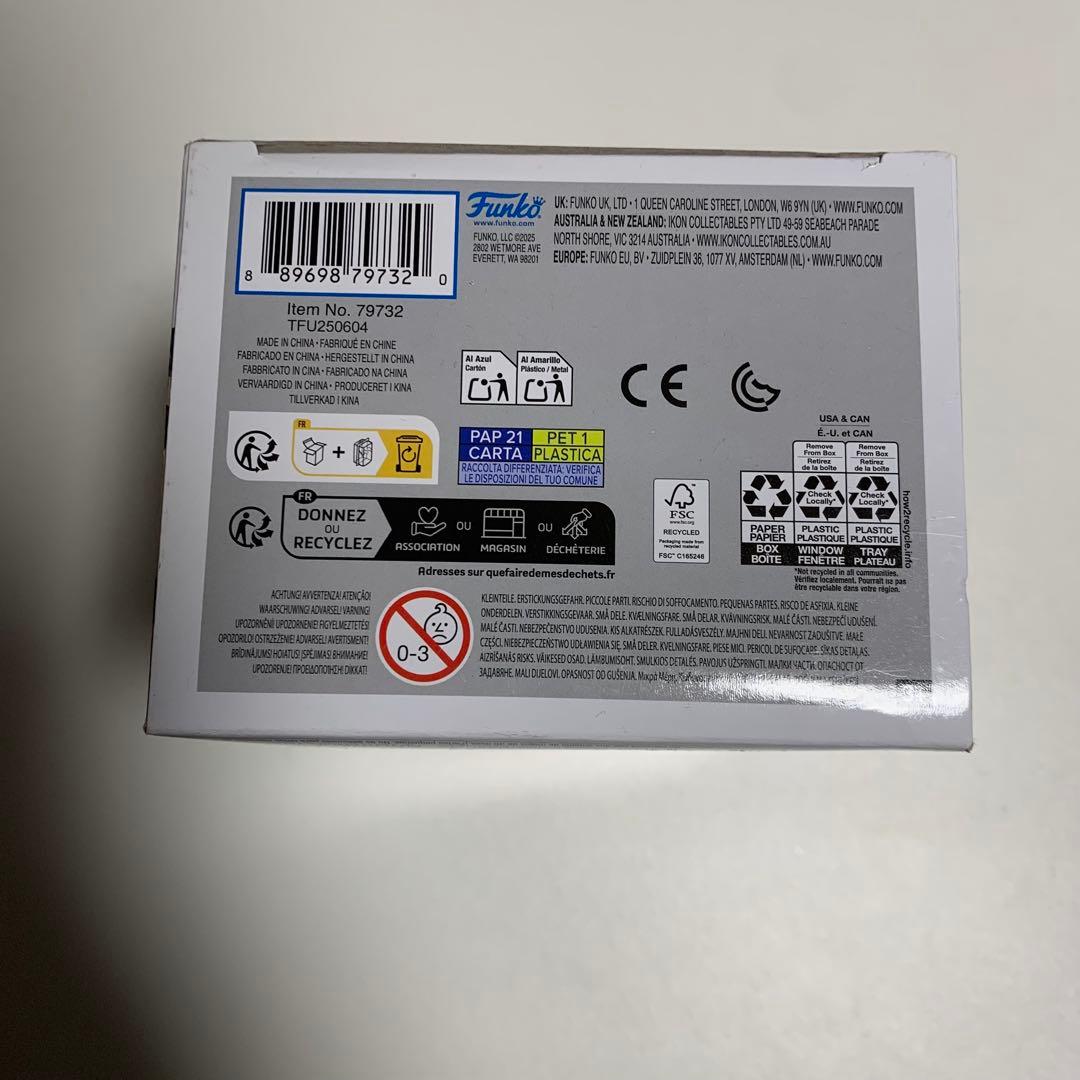 8 89698 79732 0
Item No. 79732
TFU250604
MADE IN CHINA • FABRIQUÉ EN CHINE
FABRICADO EN CHINA • HERGESTELLT IN CHINA
FABBRICATO IN CINA • FABRICADO NA CHINA
VERVAARDIGD IN CHINA • PRODUCERET I KINA
TILLVERKAD I KINA
Funko
www.funko.com
FUNKO, LLC ©2025
2802 WETMORE AVE
EVERETT, WA 98201
UK: FUNKO UK, LTD • 1 QUEEN CAROLINE STREET, LONDON, W6 9YN (UK) • WWW.FUNKO.COM
AUSTRALIA & NEW ZEALAND: IKON COLLECTABLES PTY LTD 49-59 SEABEACH PARADE
NORTH SHORE, VIC 3214 AUSTRALIA • WWW.IKONCOLLECTABLES.COM.AU
EUROPE: FUNKO EU, BV • ZUIDPLEIN 36, 1077 XV, AMSTERDAM (NL) • WWW.FUNKO.COM
Al Azul
Cartón
Al Amarillo
Plástico / Metal
CE
FR
+
PAP 21
CARTA
PET 1
PLASTICA
RACCOLTA DIFFERENZIATA: VERIFICA
LE DISPOSIZIONI DEL TUO COMUNE
FR
DONNEZ
OU
RECYCLEZ
ASSOCIATION
OU
MAGASIN
OU
DÉCHÈTERIE
Adresses sur quefairedemesdechets.fr
FSC
www.fsc.org
RECYCLED
Packaging made from
recycled material
FSC™ C165246
USA & CAN
É.-U. et CAN
Remove
From Box
Retirez
de la boîte
Remove
From Box
Retirez
de la boîte
Check
Locally*
Check
Locally*
PAPER
PAPIER
PLASTIC
PLASTIQUE
PLASTIC
PLASTIQUE
BOX
BOÎTE
WINDOW
FENÊTRE
TRAY
PLATEAU
*Not recycled in all communities.
Vérifiez localement. Pourrait ne pas
être recyclable dans votre région.
how2recycle.info
ACHTUNG! AVVERTENZA! ATENÇÃO!
WAARSCHUWING! ADVARSEL! VARNING!
UPOZORNĚNÍ! UPOZORNENIE! FIGYELMEZTETÉS!
OPOZORILO! OSTRZEŻENIE! ADVARSEL! AVERTISMENT!
BRĪDINĀJUMS! HOIATUS! ĮSPĖJIMAS! ВНИМАНИЕ!
UPOZORENJE! ΠΡΟΕΙΔΟΠΟΙΗΣΗ! DIKKAT!
0-3
KLEINTEILE. ERSTICKUNGSGEFAHR. PICCOLE PARTI. RISCHIO DI SOFFOCAMENTO. PEQUENAS PARTES. RISCO DE ASFIXIA. KLEINE
ONDERDELEN. VERSTIKKINGSGEVAAR. SMÅ DELE. KVÆLNINGSFARE. SMÅ DELAR. KVÄVNINGSRISK. MALÉ ČÁSTI. NEBEZPEČÍ UDUŠENÍ.
MALÉ ČASTI. NEBEZPEČENSTVO UDUSENIA. KIS ALKATRÉSZEK. FULLADÁSVESZÉLY. MAJHNI DELI. NEVARNOST ZADUŠITVE. MAŁE
CZĘŚCI. NIEBEZPIECZEŃSTWO UDŁAWIENIA SIĘ. SMÅ DELER. KVELNINGSFARE. PIESE MICI. PERICOL DE SUFOCARE. SĪKAS DETAĻAS.
AIZRĪŠANĀS RISKS. VÄIKESED OSAD. LÄMBUMISOHT. SMULKIOS DETALĖS. PAVOJUS UŽSPRINGTI. МАЛКИ ЧАСТИ. ОПАСНОСТ ОТ
ЗАДАВЯНЕ. MALI DIJELOVI. OPASNOST OD GUŠENJA. Μικρά Μέρη.